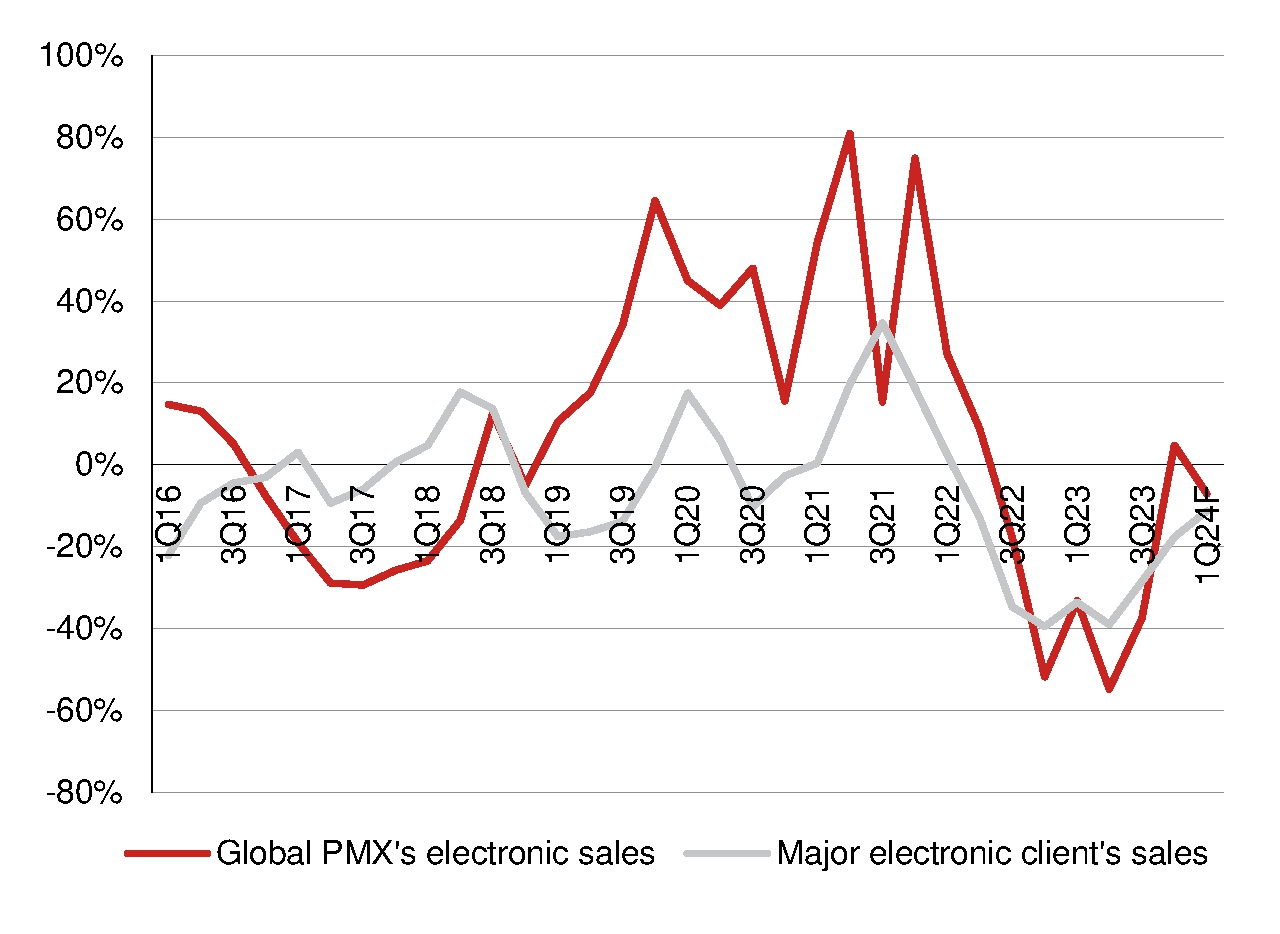 100%
80%
60%
40%
20%
0%
-20%
-40%
-60%
-80%
1Q16
3Q16
1Q17
3Q17
1Q18
3Q18
1Q19
3Q19
1Q20
3Q20
1Q21
3Q21
1Q22
3Q22
1Q23
3Q23
1Q24F
Global PMX's electronic sales
Major electronic client's sales